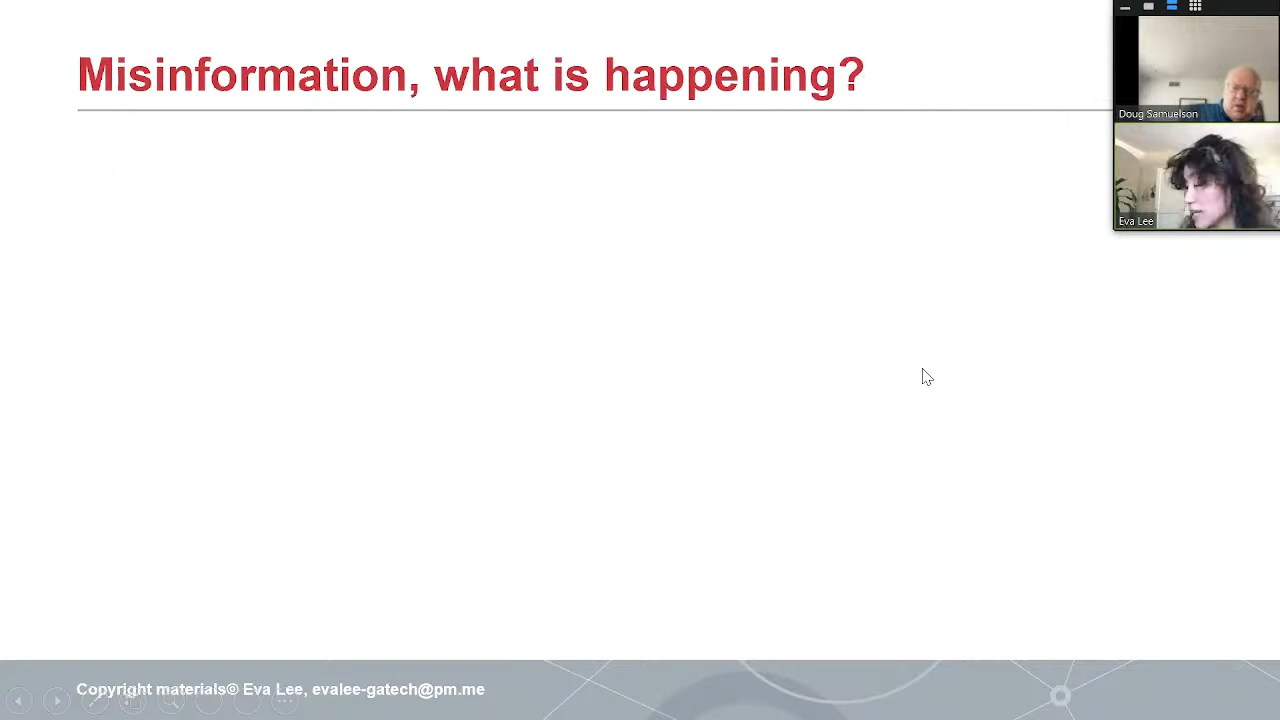 Misinformation, what is happening?
Doug Samuelson
Eva Lee
Copyright materials© Eva Lee, evalee-gatech@pm.me